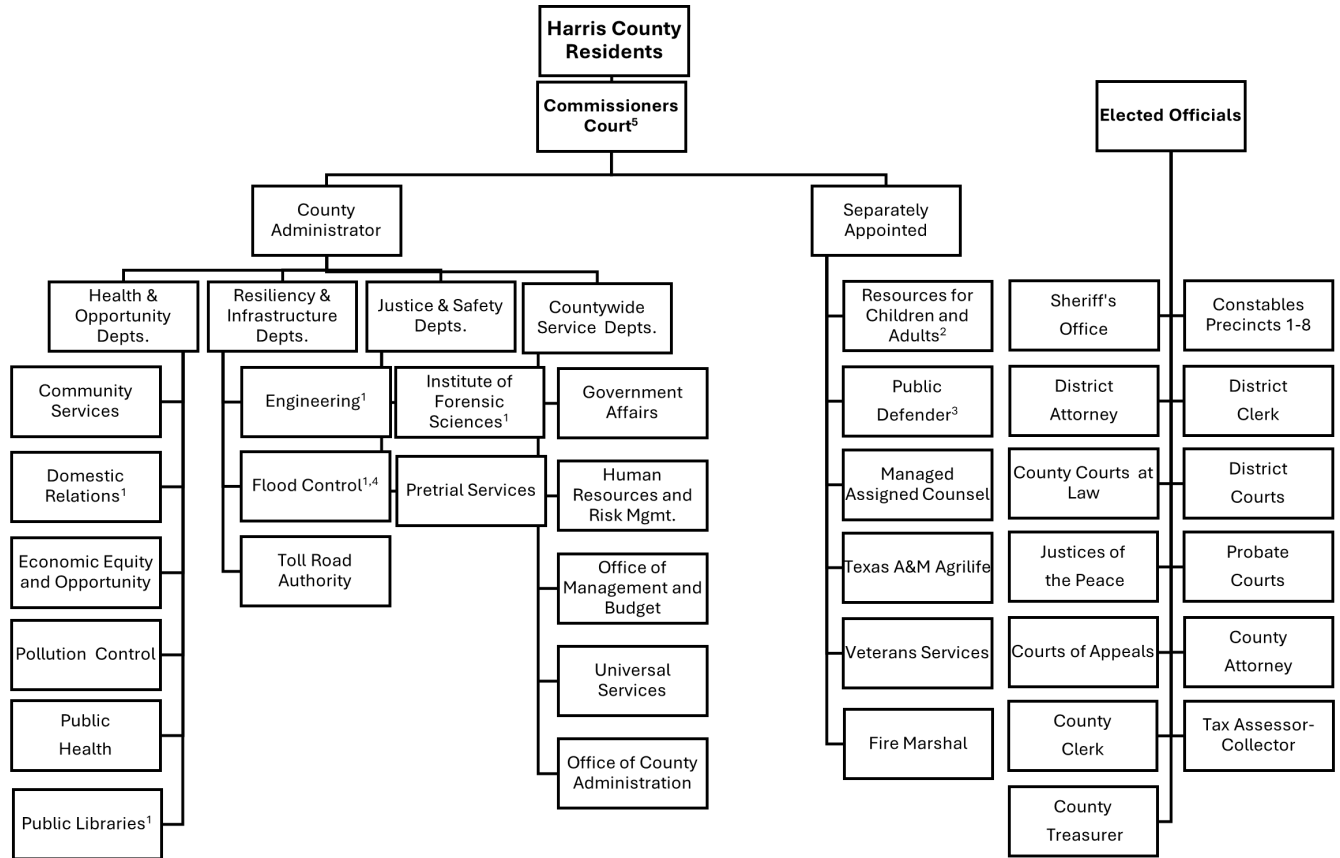 Harris County
Residents
Commissioners
Court⁵
Elected Officials
County
Administrator
Separately
Appointed
Health &
Opportunity
Depts.
Resiliency &
Infrastructure
Depts.
Justice & Safety
Depts.
Countywide
Service Depts.
Community
Services
Domestic
Relations¹
Economic Equity
and Opportunity
Pollution Control
Public
Health
Public Libraries¹
Engineering¹
Flood Control¹,⁴
Toll Road
Authority
Institute of
Forensic
Sciences¹
Pretrial Services
Government
Affairs
Human
Resources and
Risk Mgmt.
Office of
Management and
Budget
Universal
Services
Office of County
Administration
Resources for
Children and
Adults²
Public
Defender³
Managed
Assigned Counsel
Texas A&M Agrilife
Veterans Services
Fire Marshal
Sheriff's
Office
District
Attorney
County Courts at
Law
Justices of
the Peace
Courts of Appeals
County
Clerk
County
Treasurer
Constables
Precincts 1-8
District
Clerk
District
Courts
Probate
Courts
County
Attorney
Tax Assessor-
Collector